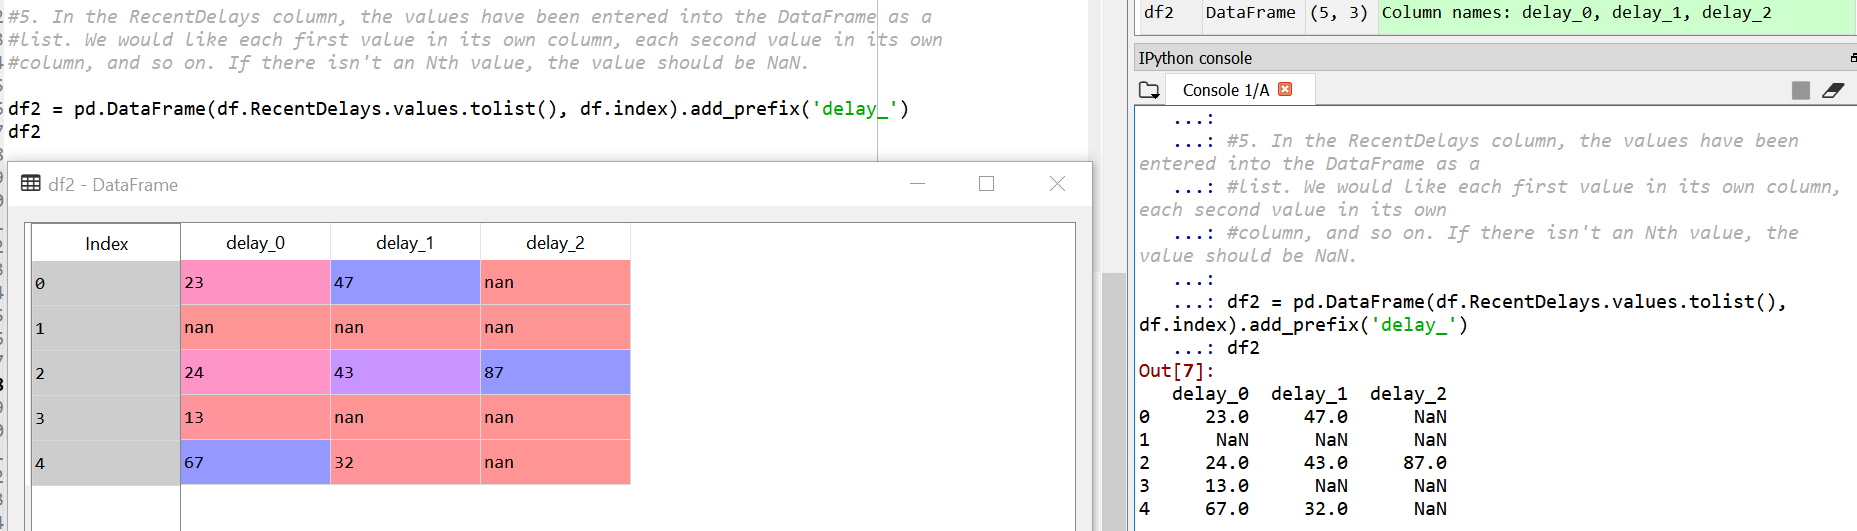 #5. In the RecentDelays column, the values have been entered into the DataFrame as a
#list. We would like each first value in its own column, each second value in its own
#column, and so on. If there isn't an Nth value, the value should be NaN.
df2 = pd.DataFrame(df.RecentDelays.values.tolist(), df.index).add_prefix('delay_')
df2
df2 - DataFrame
Index delay_0 delay_1 delay_2
0 23 47 nan
1 nan nan nan
2 24 43 87
3 13 nan nan
4 67 32 nan
df2 DataFrame (5, 3) Column names: delay_0, delay_1, delay_2
IPython console
Console 1/A
...:
...: #5. In the RecentDelays column, the values have been
entered into the DataFrame as a
...: #list. We would like each first value in its own column,
each second value in its own
...: #column, and so on. If there isn't an Nth value, the
value should be NaN.
...:
...: df2 = pd.DataFrame(df.RecentDelays.values.tolist(),
df.index).add_prefix('delay_')
...: df2
Out[7]:
delay_0 delay_1 delay_2
0 23.0 47.0 NaN
1 NaN NaN NaN
2 24.0 43.0 87.0
3 13.0 NaN NaN
4 67.0 32.0 NaN